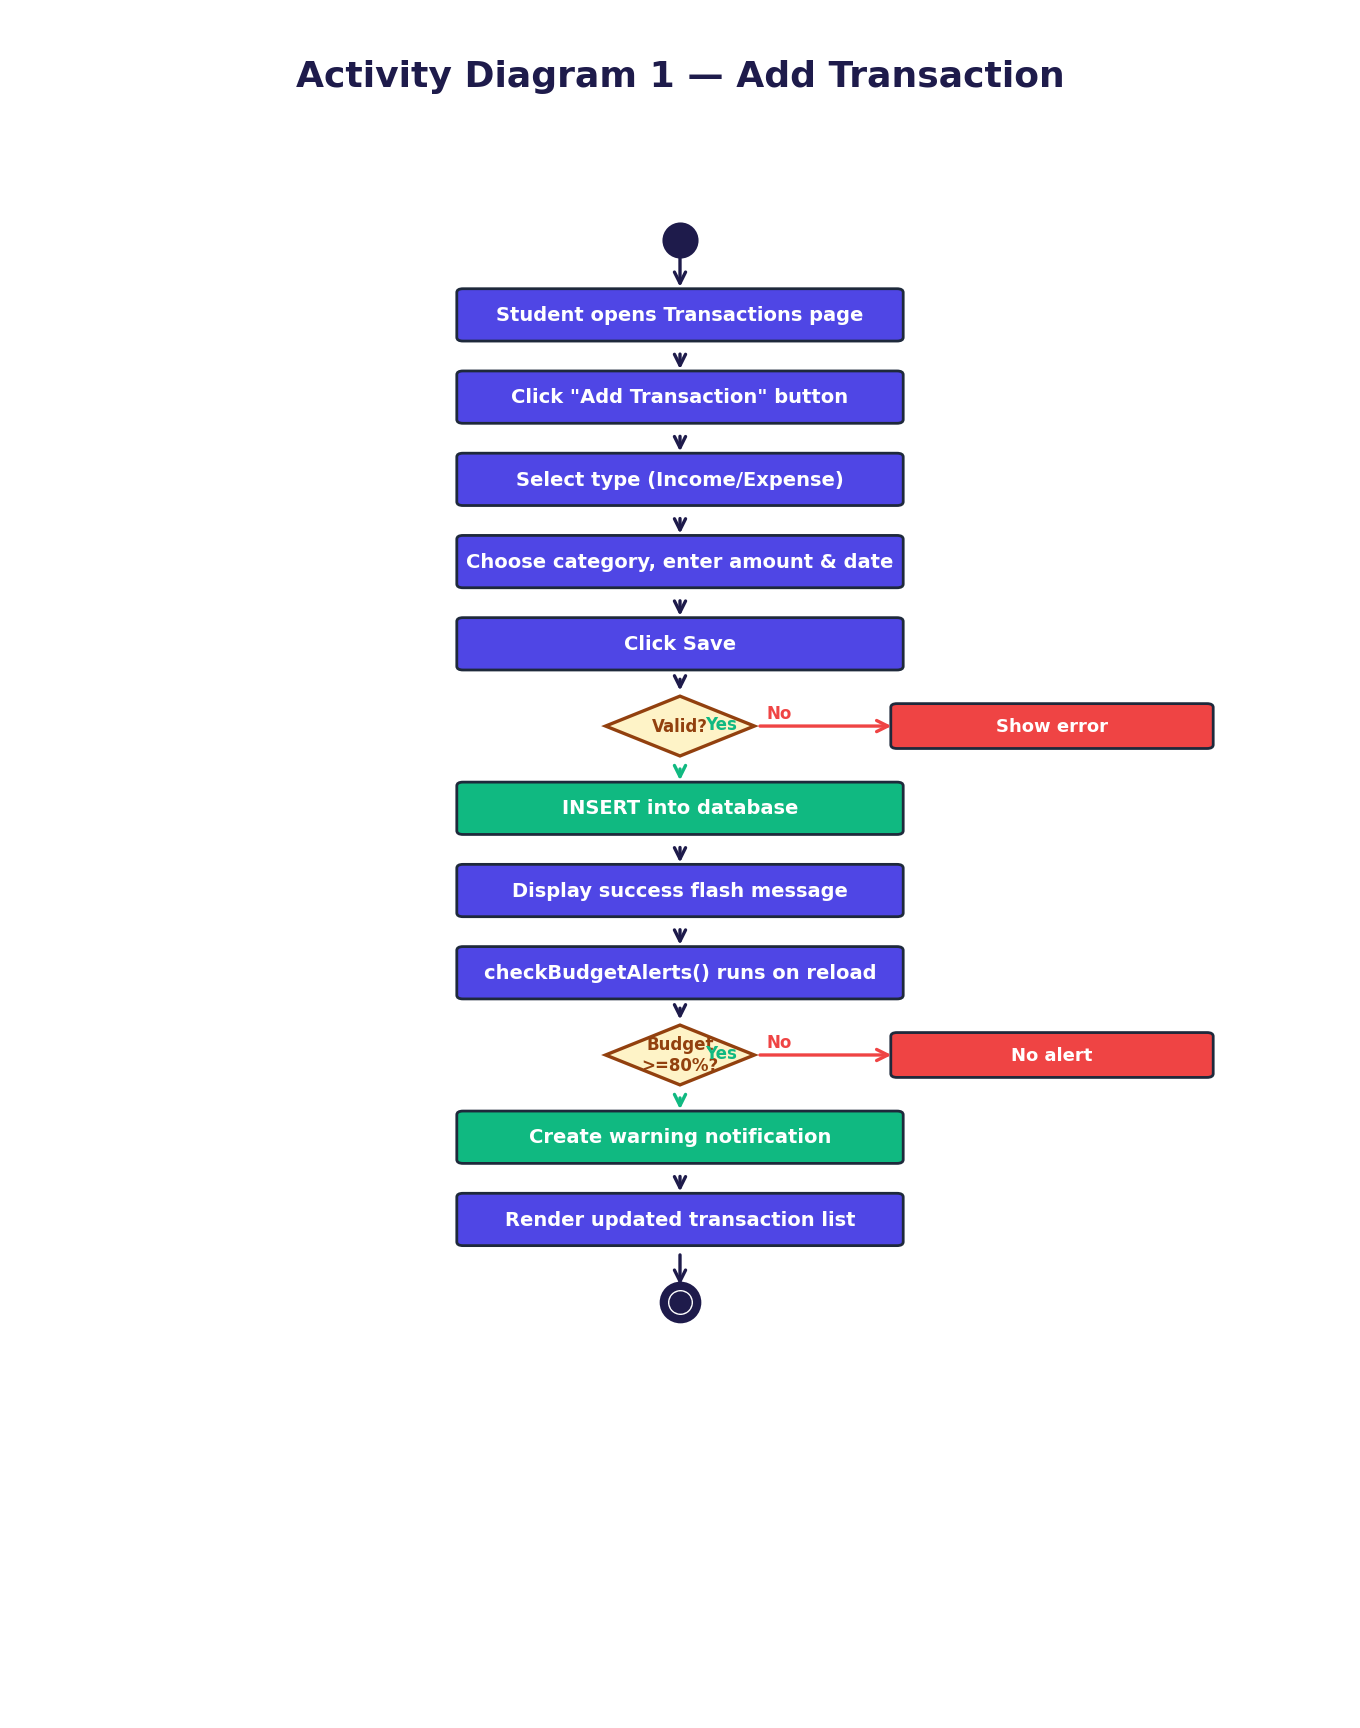 Activity Diagram 1 — Add Transaction
Student opens Transactions page
Click "Add Transaction" button
Select type (Income/Expense)
Choose category, enter amount & date
Click Save
Valid?
Yes
No
Show error
INSERT into database
Display success flash message
checkBudgetAlerts() runs on reload
Budget
>=80%?
Yes
No
No alert
Create warning notification
Render updated transaction list